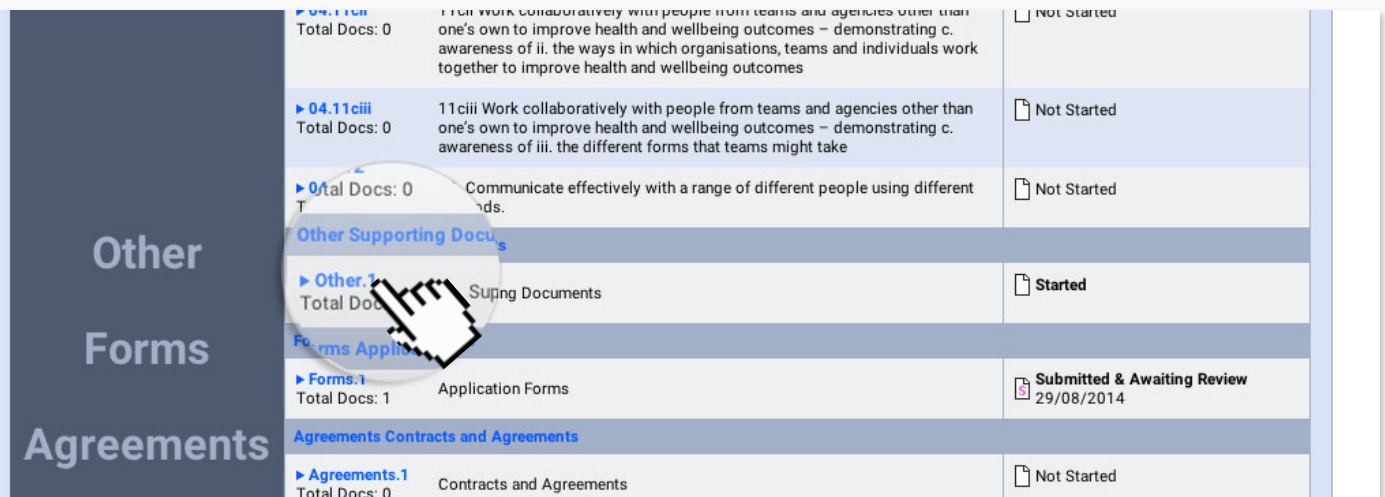 ▶ 04.11cii
Total Docs: 0
11cii Work collaboratively with people from teams and agencies other than
one's own to improve health and wellbeing outcomes – demonstrating c.
awareness of ii. the ways in which organisations, teams and individuals work
together to improve health and wellbeing outcomes
Not Started
▶ 04.11ciii
Total Docs: 0
11ciii Work collaboratively with people from teams and agencies other than
one's own to improve health and wellbeing outcomes – demonstrating c.
awareness of iii. the different forms that teams might take
Not Started
Total Docs: 0
Communicate effectively with a range of different people using different
Not Started
Other
Other Supporting
▶ Other.1
Total
Documents
Started
Forms
▶ Forms.1
Total Docs: 1
Application Forms
S
Submitted & Awaiting Review
29/08/2014
Agreements
Agreements Contracts and Agreements
▶ Agreements.1
Total Docs: 0
Contracts and Agreements
Not Started